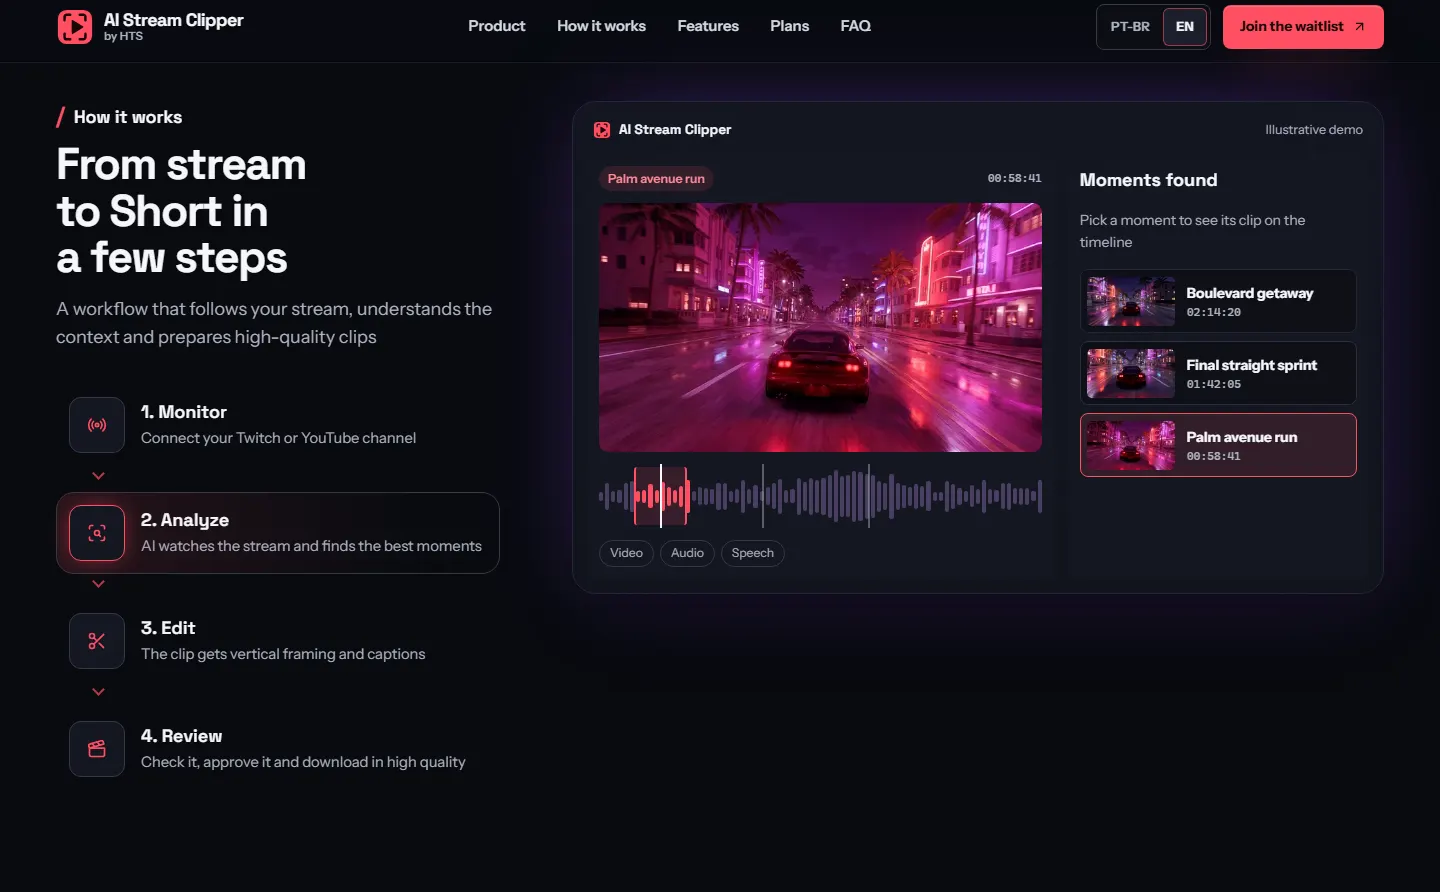 AI Stream Clipper
by HTS
Product
How it works
Features
Plans
FAQ
PT-BR
EN
Join the waitlist
/ How it works
From stream
to Short in
a few steps
A workflow that follows your stream, understands the
context and prepares high-quality clips
1. Monitor
Connect your Twitch or YouTube channel
2. Analyze
AI watches the stream and finds the best moments
3. Edit
The clip gets vertical framing and captions
4. Review
Check it, approve it and download in high quality
AI Stream Clipper
Illustrative demo
Palm avenue run
00:58:41
Video
Audio
Speech
Moments found
Pick a moment to see its clip on the
timeline
Boulevard getaway
02:14:20
Final straight sprint
01:42:05
Palm avenue run
00:58:41